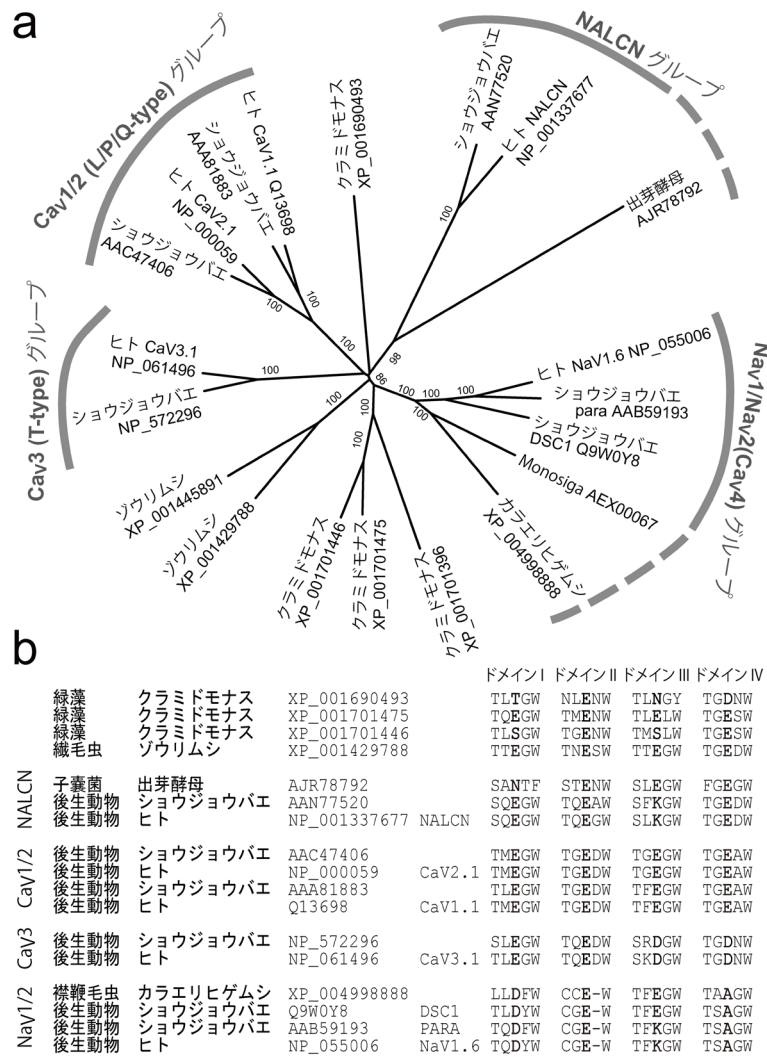 a
NALCN グループ
Cav1/2 (L/P/Q-type) グループ
Cav3 (T-type) グループ
Nav1/Nav2(Cav4) グループ
ショウジョウバエ
AAN77520
ヒト NALCN
NP_001337677
出芽酵母
AJR78792
クラミドモナス
XP_001690493
ヒト CaV1.1 Q13698
ショウジョウバエ
AAA81883
ヒト CaV2.1
NP_000059
ショウジョウバエ
AAC47406
ヒト CaV3.1
NP_061496
ショウジョウバエ
NP_572296
ゾウリムシ
XP_001445891
ゾウリムシ
XP_001429788
クラミドモナス
XP_001701446
クラミドモナス
XP_001701475
クラミドモナス
XP_001701396
カラエリヒゲムシ
XP_004998888
Monosiga AEX00067
ショウジョウバエ
DSC1 Q9W0Y8
ショウジョウバエ
para AAB59193
ヒト NaV1.6 NP_055006
100
100
100
100
100
98
86
100
100
100
100
100
100
100
b
ドメイン I ドメイン II ドメイン III ドメイン IV
緑藻 クラミドモナス XP_001690493 TLTGW NLENW TLNGY TGDNW
緑藻 クラミドモナス XP_001701475 TQEGW TMENW TLELW TGESW
緑藻 クラミドモナス XP_001701446 TLSGW TGENW TMSLW TGESW
繊毛虫 ゾウリムシ XP_001429788 TTEGW TNESW TTEGW TGEDW
NALCN
子嚢菌 出芽酵母 AJR78792 SANTF STENW SLEGW FGEGW
後生動物 ショウジョウバエ AAN77520 SQEGW TQEAW SFKGW TGEDW
後生動物 ヒト NP_001337677 NALCN SQEGW TQEGW SLKGW TGEDW
Cav1/2
後生動物 ショウジョウバエ AAC47406 TMEGW TGEDW TGEGW TGEAW
後生動物 ヒト NP_000059 CaV2.1 TMEGW TGEDW TGEGW TGEAW
後生動物 ショウジョウバエ AAA81883 TLEGW TGEDW TFEGW TGEAW
後生動物 ヒト Q13698 CaV1.1 TMEGW TGEDW TFEGW TGEAW
Cav3
後生動物 ショウジョウバエ NP_572296 SLEGW TQEDW SRDGW TGDNW
後生動物 ヒト NP_061496 CaV3.1 TLEGW TQEDW SKDGW TGDNW
Nav1/2
襟鞭毛虫 カラエリヒゲムシ XP_004998888 LLDFW CCE-W TFEGW TAAGW
後生動物 ショウジョウバエ Q9W0Y8 DSC1 TLDYW CGE-W TFEGW TSAGW
後生動物 ショウジョウバエ AAB59193 PARA TQDFW CGE-W TFKGW TSAGW
後生動物 ヒト NP_055006 NaV1.6 TQDYW CGE-W TFKGW TSAGW